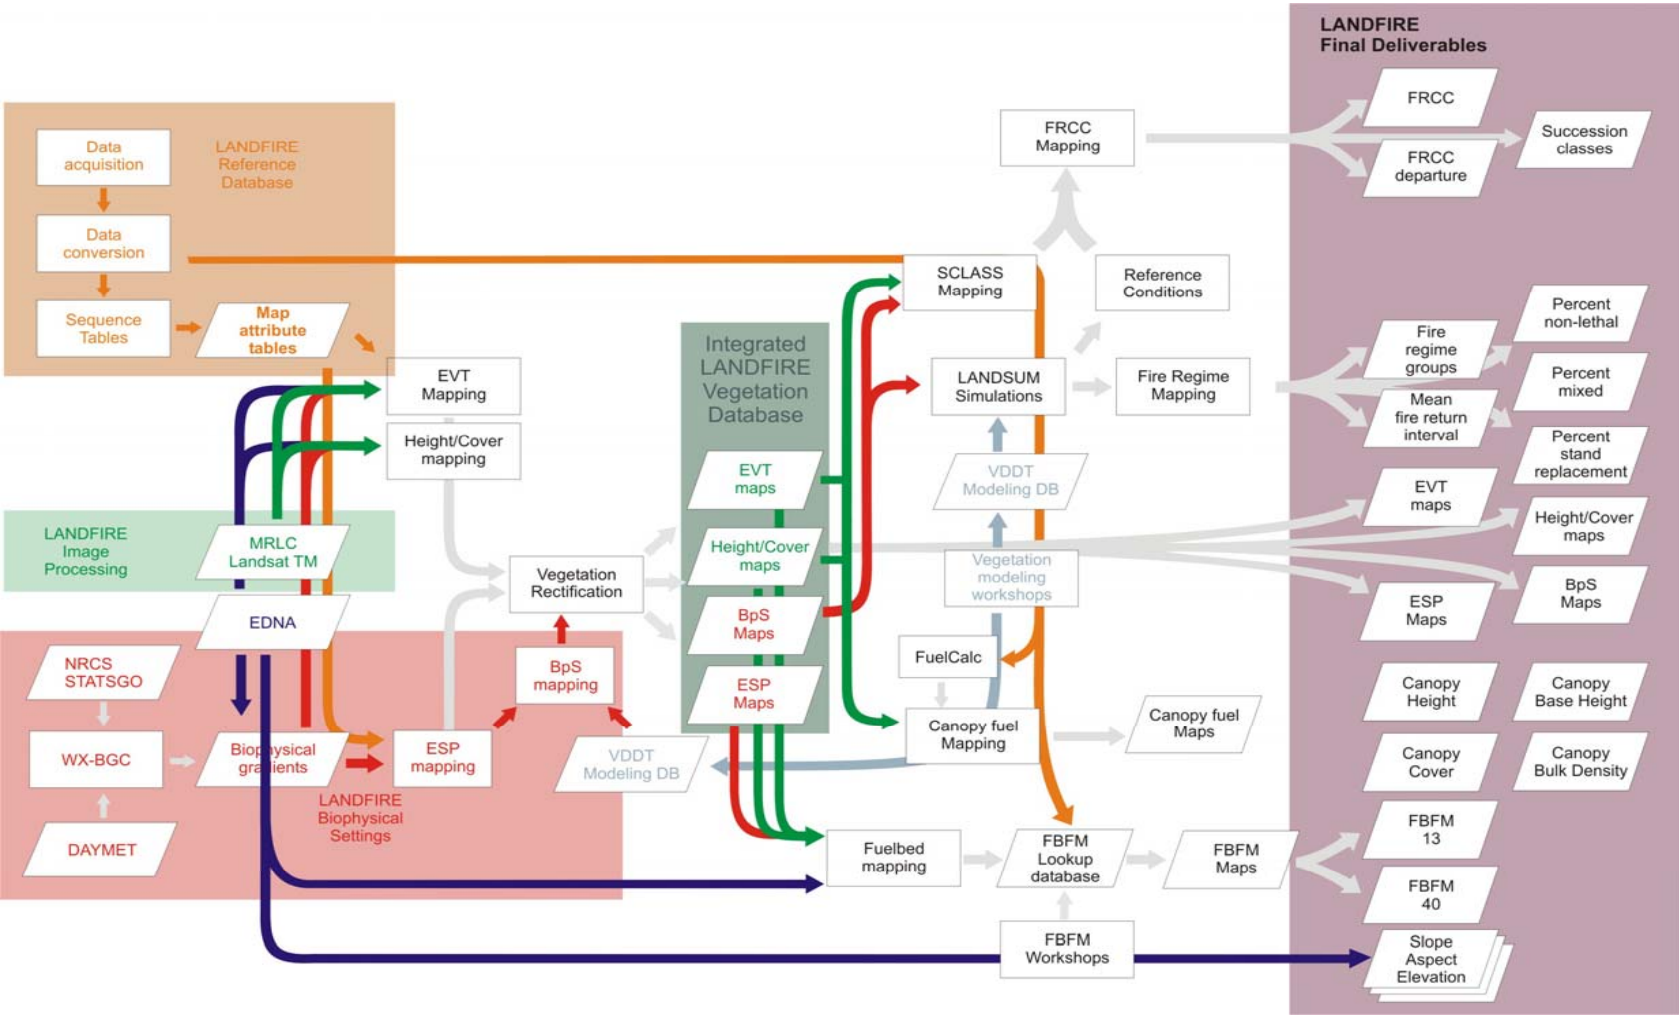 LANDFIRE
Final Deliverables
FRCC
FRCC
departure
Succession
classes
FRCC
Mapping
Data
acquisition
LANDFIRE
Reference
Database
Data
conversion
Sequence
Tables
Map
attribute
tables
SCLASS
Mapping
Reference
Conditions
EVT
Mapping
Height/Cover
mapping
Integrated
LANDFIRE
Vegetation
Database
LANDSUM
Simulations
Fire Regime
Mapping
Fire
regime
groups
Percent
non-lethal
Mean
fire return
interval
Percent
mixed
Percent
stand
replacement
EVT
maps
VDDT
Modeling DB
EVT
maps
Height/Cover
maps
LANDFIRE
Image
Processing
MRLC
Landsat TM
Vegetation
Rectification
Height/Cover
maps
Vegetation
modeling
workshops
ESP
Maps
BpS
Maps
EDNA
BpS
Maps
NRCS
STATSGO
BpS
mapping
ESP
Maps
FuelCalc
Canopy
Height
Canopy
Base Height
WX-BGC
Biophysical
gradients
ESP
mapping
VDDT
Modeling DB
Canopy fuel
Mapping
Canopy fuel
Maps
Canopy
Cover
Canopy
Bulk Density
LANDFIRE
Biophysical
Settings
DAYMET
Fuelbed
mapping
FBFM
Lookup
database
FBFM
Maps
FBFM
13
FBFM
40
FBFM
Workshops
Slope
Aspect
Elevation